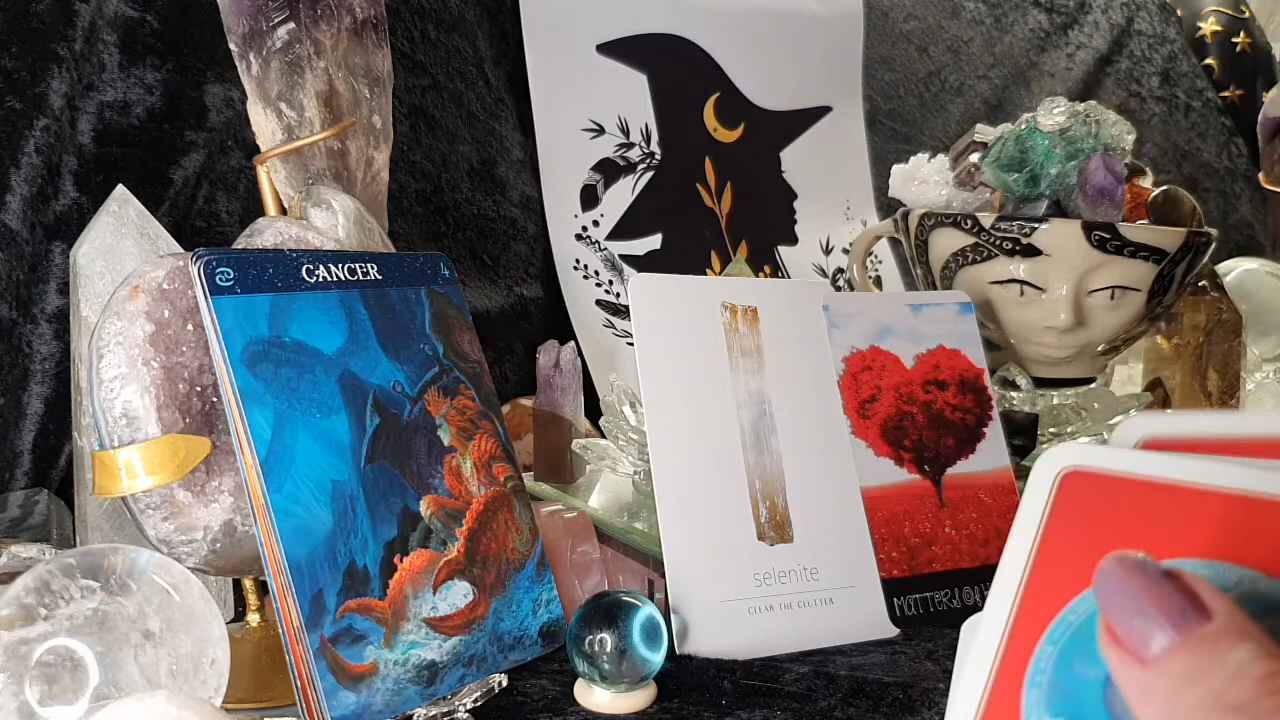 CANCER
4
selenite
CLEAR THE CLUTTER
MATTERS OF